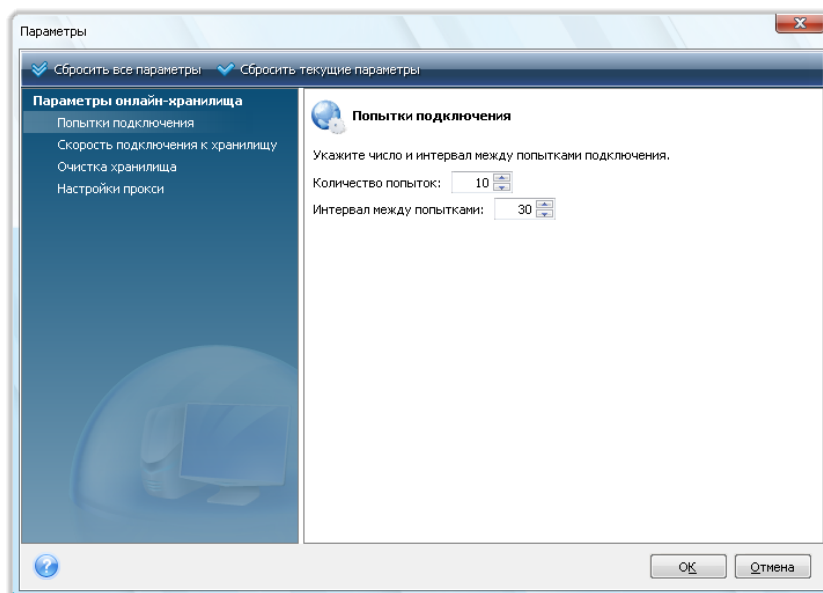 Параметры
Сбросить все параметры Сбросить текущие параметры
Параметры онлайн-хранилища
Попытки подключения
Скорость подключения к хранилищу
Очистка хранилища
Настройки прокси
Попытки подключения
Укажите число и интервал между попытками подключения.
Количество попыток: 10
Интервал между попытками: 30
ОК Отмена